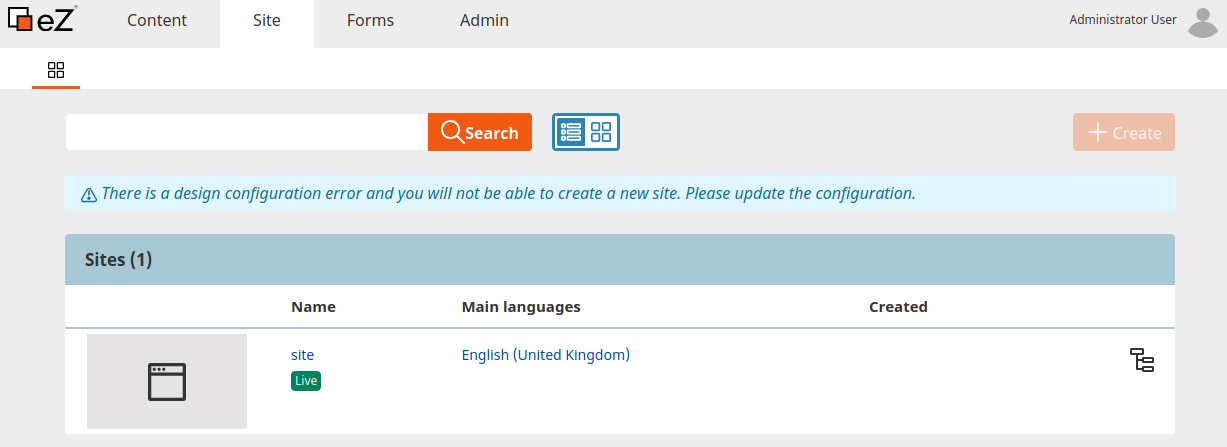 eZ® Content Site Forms Admin Administrator User
Search Create
There is a design configuration error and you will not be able to create a new site. Please update the configuration.
Sites (1)
Name Main languages Created
site English (United Kingdom)
Live